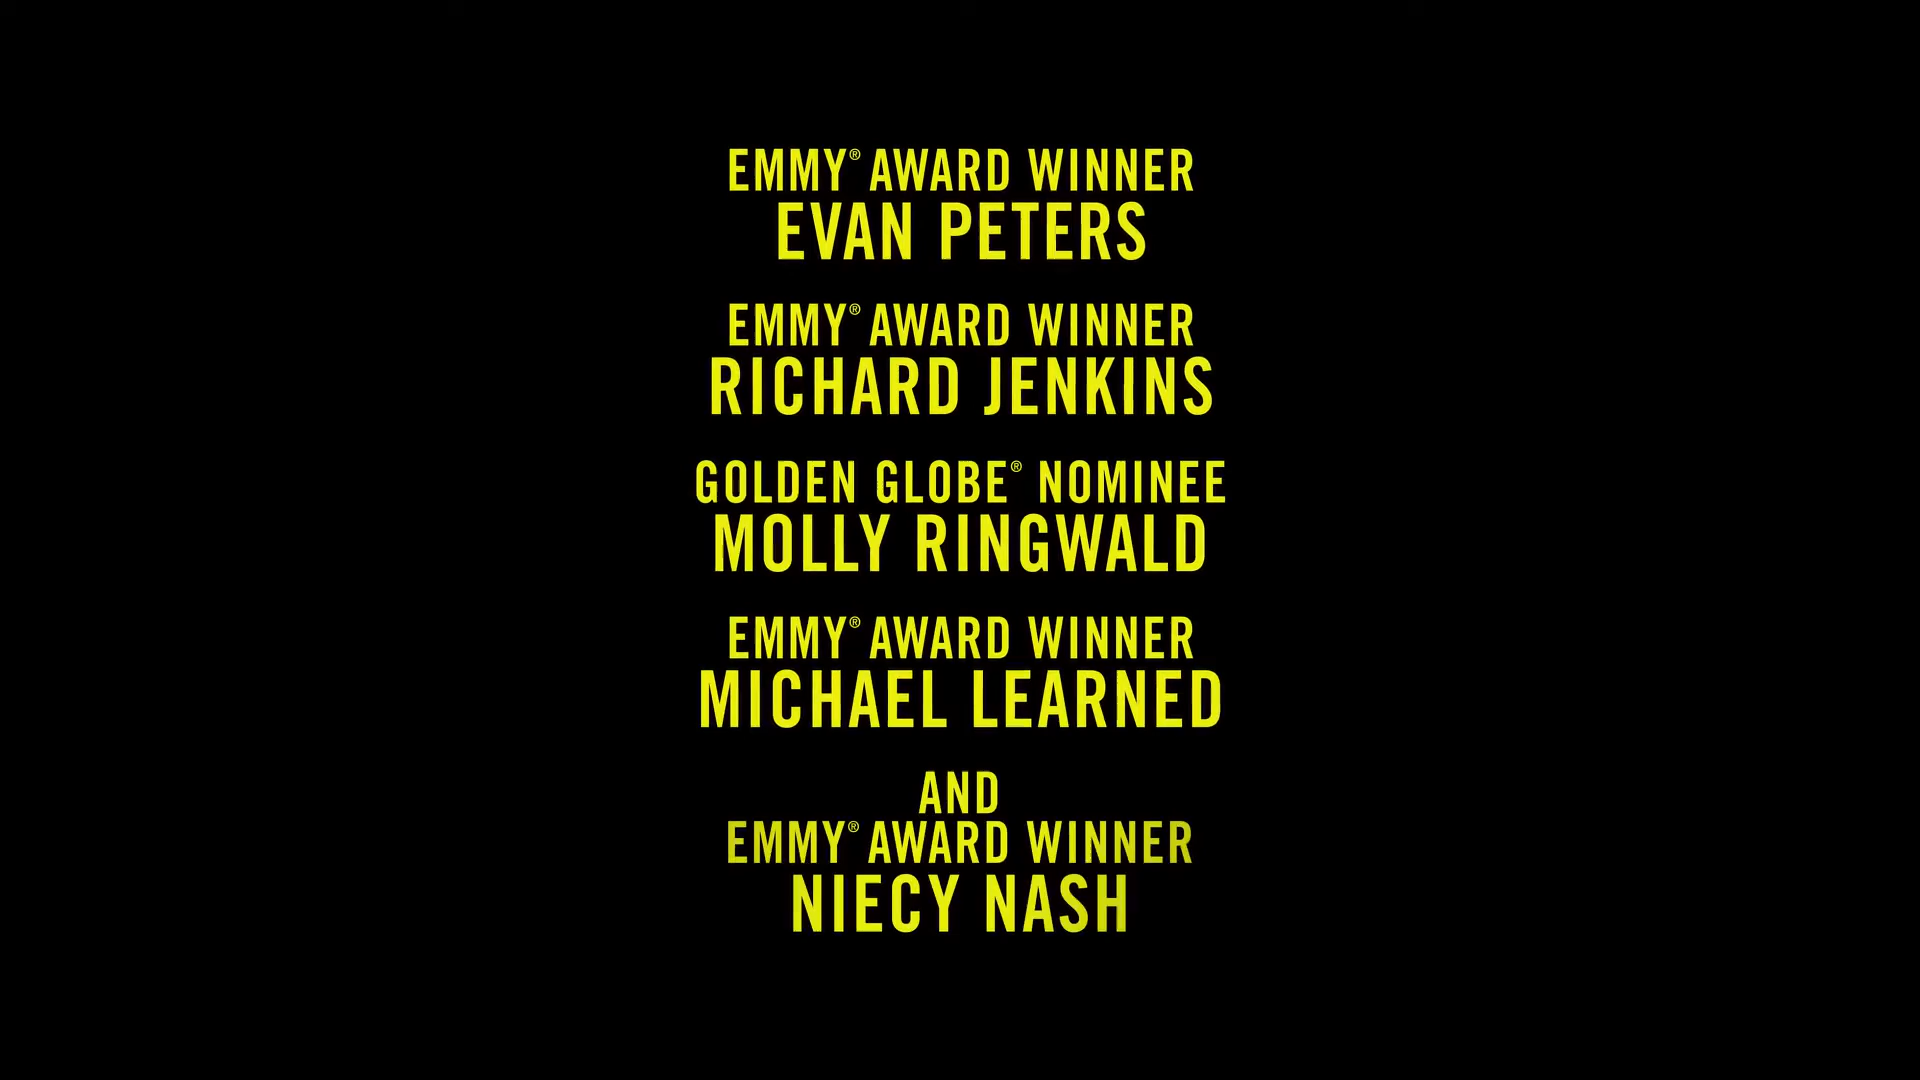 EMMY® AWARD WINNER
EVAN PETERS
EMMY® AWARD WINNER
RICHARD JENKINS
GOLDEN GLOBE® NOMINEE
MOLLY RINGWALD
EMMY® AWARD WINNER
MICHAEL LEARNED
AND
EMMY® AWARD WINNER
NIECY NASH